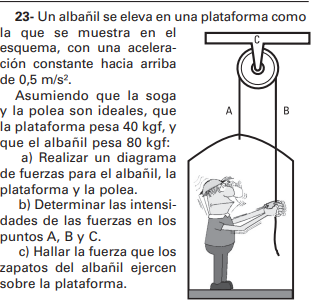 23- Un albañil se eleva en una plataforma como
la que se muestra en el
esquema, con una acelera-
ción constante hacia arriba
de 0,5 m/s².
Asumiendo que la soga
y la polea son ideales, que
la plataforma pesa 40 kgf, y
que el albañil pesa 80 kgf:
a) Realizar un diagrama
de fuerzas para el albañil, la
plataforma y la polea.
b) Determinar las intensi-
dades de las fuerzas en los
puntos A, B y C.
c) Hallar la fuerza que los
zapatos del albañil ejercen
sobre la plataforma.
C
A
B